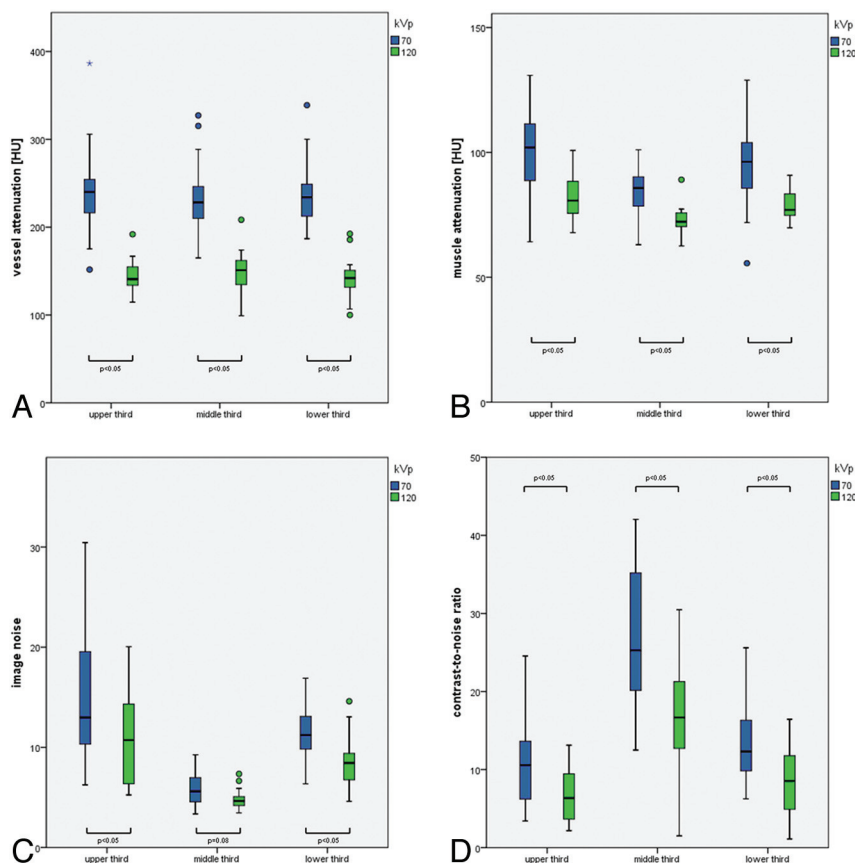 kVp
70
120
400
300
200
100
0
vessel attenuation [HU]
*
p<0.05
p<0.05
p<0.05
upper third
middle third
lower third
A
kVp
70
120
150
100
50
0
muscle attenuation [HU]
p<0.05
p<0.05
p<0.05
upper third
middle third
lower third
B
kVp
70
120
30
20
10
0
image noise
p<0.05
p=0.08
p<0.05
upper third
middle third
lower third
C
kVp
70
120
50
40
30
20
10
0
contrast-to-noise ratio
p<0.05
p<0.05
p<0.05
upper third
middle third
lower third
D